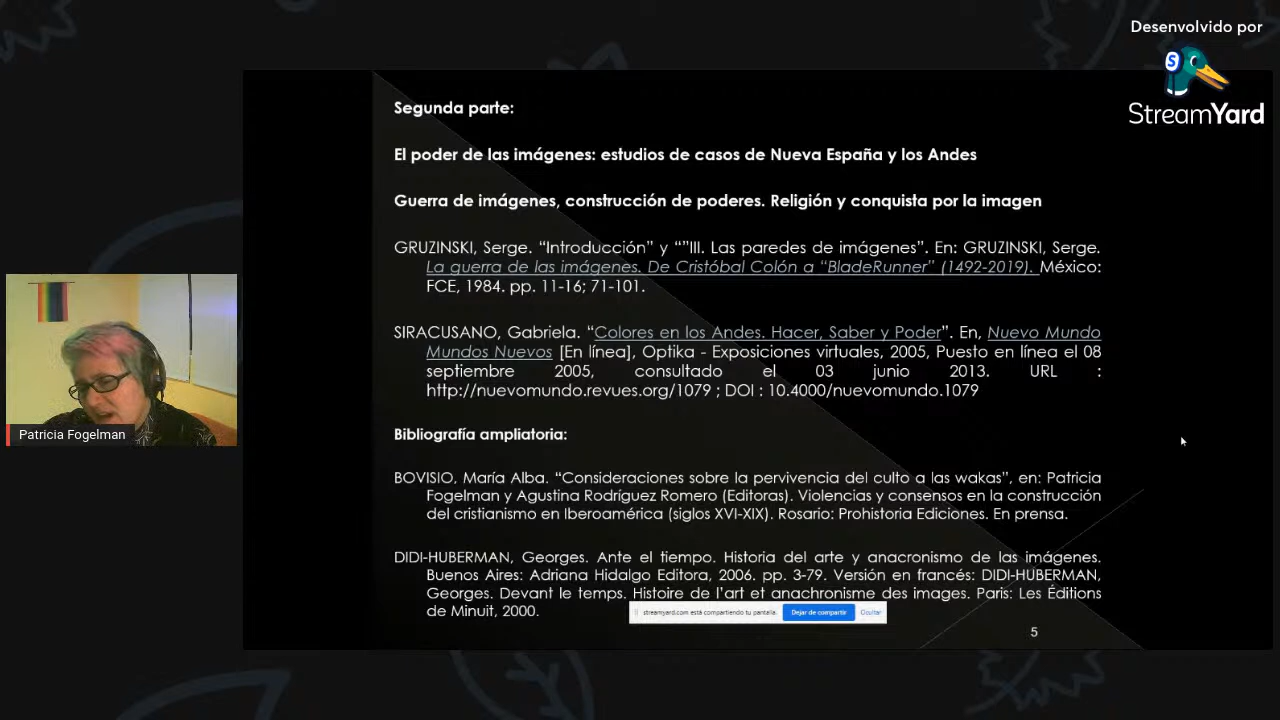 Desenvolvido por
StreamYard
Segunda parte:
El poder de las imágenes: estudios de casos de Nueva España y los Andes
Guerra de imágenes, construcción de poderes. Religión y conquista por la imagen
GRUZINSKI, Serge. “Introducción” y “”III. Las paredes de imágenes”. En: GRUZINSKI, Serge.
La guerra de las imágenes. De Cristóbal Colón a “BladeRunner” (1492-2019). México:
FCE, 1984. pp. 11-16; 71-101.
SIRACUSANO, Gabriela. “Colores en los Andes. Hacer, Saber y Poder”. En, Nuevo Mundo
Mundos Nuevos [En línea], Optika - Exposiciones virtuales, 2005, Puesto en línea el 08
septiembre 2005, consultado el 03 junio 2013. URL :
http://nuevomundo.revues.org/1079 ; DOI : 10.4000/nuevomundo.1079
Bibliografía ampliatoria:
BOVISIO, María Alba. “Consideraciones sobre la pervivencia del culto a las wakas”, en: Patricia
Fogelman y Agustina Rodríguez Romero (Editoras). Violencias y consensos en la construcción
del cristianismo en Iberoamérica (siglos XVI-XIX). Rosario: Prohistoria Ediciones. En prensa.
DIDI-HUBERMAN, Georges. Ante el tiempo. Historia del arte y anacronismo de las imágenes.
Buenos Aires: Adriana Hidalgo Editora, 2006. pp. 3-79. Versión en francés: DIDI-HUBERMAN,
Georges. Devant le temps. Histoire de l’art et anachronisme des images. Paris: Les Éditions
de Minuit, 2000.
streamyard.com está compartiendo tu pantalla. Dejar de compartir Ocultar
5
Patricia Fogelman